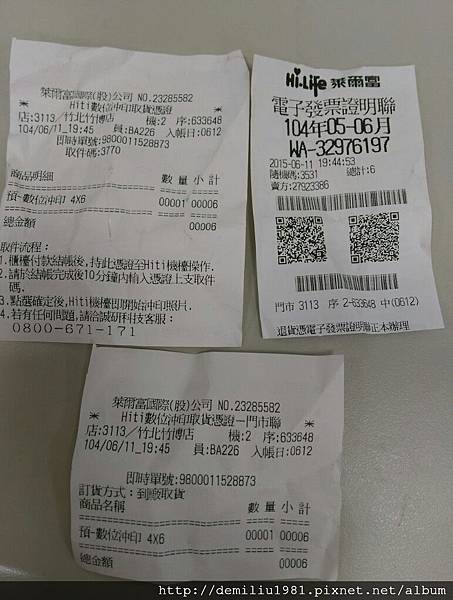 萊爾富國際(股)公司 NO.23285582
* Hiti數位沖印取貨憑證 *
店:3113/竹北竹博店 機:2 序:633648
104/06/11_19:45 員:BA226 入帳日:0612
即時單號:9800011528873
取件碼:3770
商品明細 數量 小計
預-數位沖印 4X6 00001 00006
總金額 00006
取件流程:
1.櫃檯付款結帳後,持此憑證至Hiti機檯操作.
2.請於結帳完成後10分鐘內輸入憑證上支取件
碼.
3.點選確定後,Hiti機檯即開始沖印照片.
4.若有任何問題,請洽誠研科技客服:
0800-671-171
Hi-Life 萊爾富
電子發票證明聯
104年05-06月
WA-32976197
2015-06-11 19:44:53
隨機碼:3531 總計:6
賣方:27923386
門市 3113 序 2-633648 中(0612)
退貨憑電子發票證明聯正本辦理
萊爾富國際(股)公司 NO.23285582
* Hiti數位沖印取貨憑證-門市聯 *
店:3113/竹北竹博店 機:2 序:633648
104/06/11_19:45 員:BA226 入帳日:0612
即時單號:9800011528873
訂貨方式:到廠取貨
商品名稱 數量 小計
預-數位沖印 4X6 00001 00006
總金額 00006
http://demiliu1981.pixnet.net/album